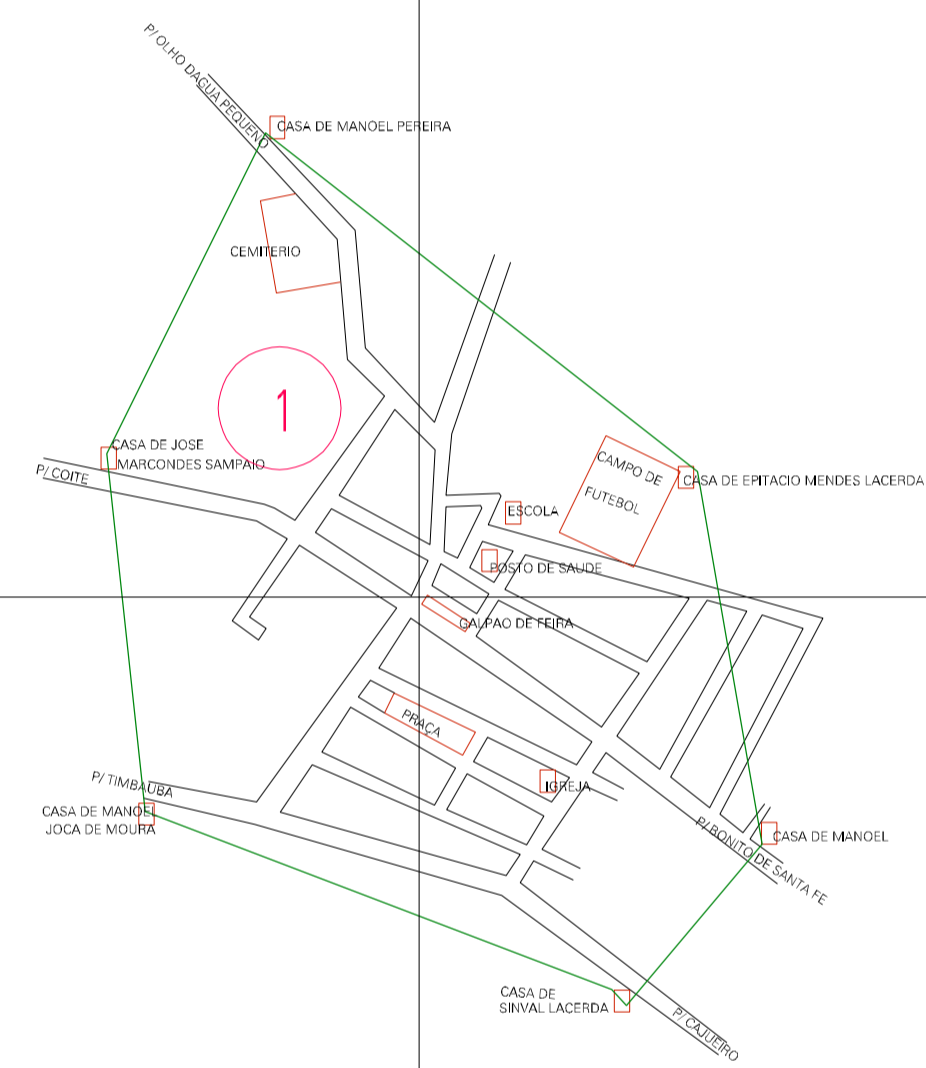 P/ OLHO DAGUA PEQUENO
CASA DE MANOEL PEREIRA
CEMITERIO
1
CASA DE JOSE
MARCONDES SAMPAIO
P/ COITE
CAMPO DE
FUTEBOL
CASA DE EPITACIO MENDES LACERDA
ESCOLA
POSTO DE SAUDE
GALPAO DE FEIRA
PRAÇA
IGREJA
P/ TIMBAUBA
CASA DE MANOEL
JOCA DE MOURA
P/ BONITO DE SANTA FE
CASA DE MANOEL
CASA DE
SINVAL LACERDA
P/ CAJUEIRO